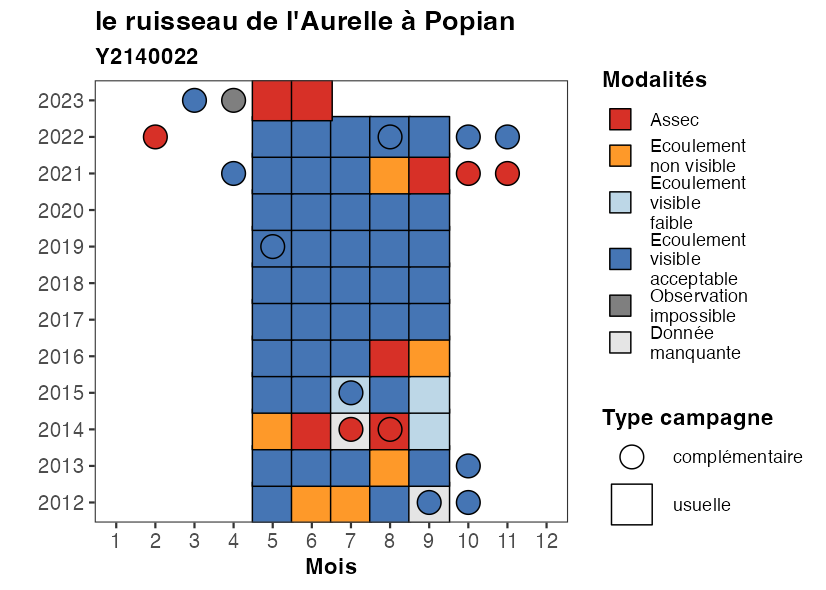 le ruisseau de l'Aurelle à Popian
Y2140022
2023
2022
2021
2020
2019
2018
2017
2016
2015
2014
2013
2012
1 2 3 4 5 6 7 8 9 10 11 12
Mois
Modalités
Assec
Ecoulement
non visible
Ecoulement
visible
faible
Ecoulement
visible
acceptable
Observation
impossible
Donnée
manquante
Type campagne
complémentaire
usuelle